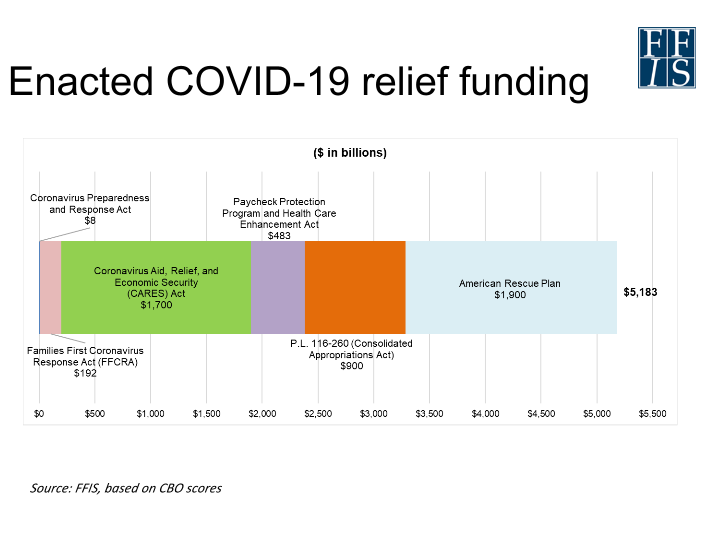 FF
IS
Enacted COVID-19 relief funding
($ in billions)
Coronavirus Preparedness
and Response Act
$8
Paycheck Protection
Program and Health Care
Enhancement Act
$483
Coronavirus Aid, Relief, and
Economic Security
(CARES) Act
$1,700
American Rescue Plan
$1,900
$5,183
Families First Coronavirus
Response Act (FFCRA)
$192
P.L. 116-260 (Consolidated
Appropriations Act)
$900
$0 $500 $1,000 $1,500 $2,000 $2,500 $3,000 $3,500 $4,000 $4,500 $5,000 $5,500
Source: FFIS, based on CBO scores